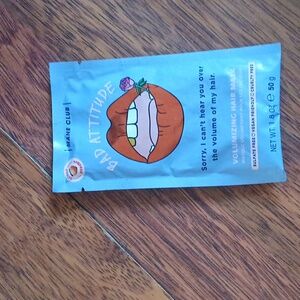 | MANE CLUB |
BAD ATTITUDE
Sorry, I can't hear you over
the volume of my hair.
VOLUMIZING HAIR MASK
SULFATE FREE | VEGAN FRIENDLY | CRUELTY FREE
NET WT. 1.8 oz e 50 g